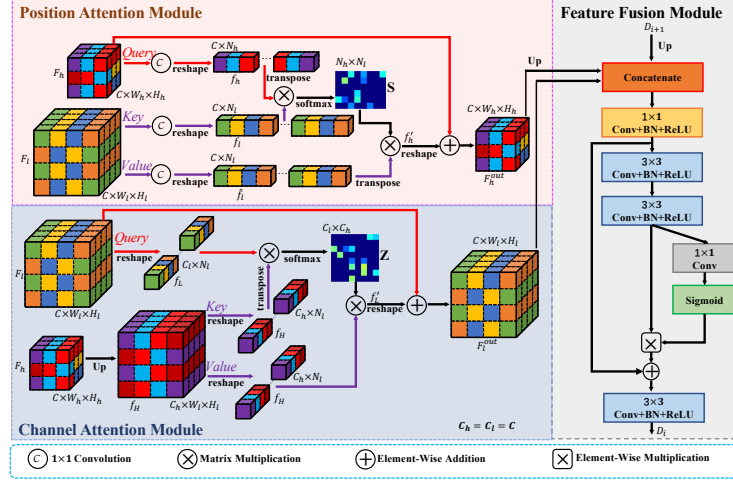 Position Attention Module
Query
F_h
C×W_h×H_h
C
reshape
C×N_h
f_h
transpose
N_h×N_l
S
softmax
Key
C
reshape
C×N_l
f_l
F_l
Value
C
reshape
C×N_l
f_l
transpose
C×W_l×H_l
f_h'
reshape
C×W_h×H_h
F_h^out
Up
Query
reshape
F_l
C×W_l×H_l
f_L
C_l×N_l
transpose
softmax
C_l×C_h
Z
Key
reshape
f_H
C_h×N_l
Value
reshape
f_H
C_h×N_l
F_h
C×W_h×H_h
Up
f_H
C_h×W_l×H_l
f_L'
reshape
C×W_l×H_l
F_l^out
C_h = C_l = C
Channel Attention Module
Feature Fusion Module
D_{i+1}
Up
Concatenate
1×1
Conv+BN+ReLU
3×3
Conv+BN+ReLU
3×3
Conv+BN+ReLU
1×1
Conv
Sigmoid
3×3
Conv+BN+ReLU
D_i
C 1×1 Convolution
Matrix Multiplication
Element-Wise Addition
Element-Wise Multiplication